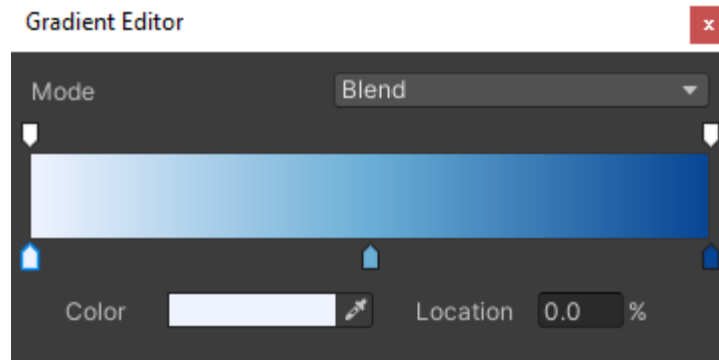 Gradient Editor
x
Mode Blend
Color Location 0.0 %